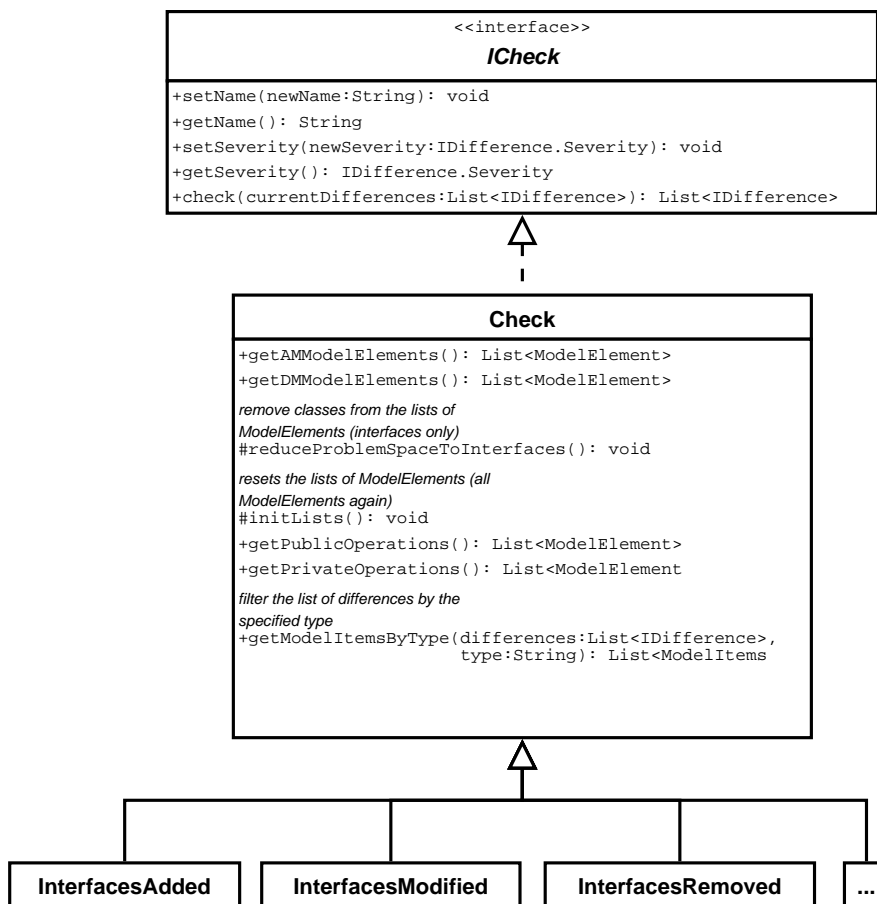 <<interface>>
ICheck
+setName(newName:String): void
+getName(): String
+setSeverity(newSeverity:IDifference.Severity): void
+getSeverity(): IDifference.Severity
+check(currentDifferences:List<IDifference>): List<IDifference>
Check
+getAMModelElements(): List<ModelElement>
+getDMModelElements(): List<ModelElement>
remove classes from the lists of
ModelElements (interfaces only)
#reduceProblemSpaceToInterfaces(): void
resets the lists of ModelElements (all
ModelElements again)
#initLists(): void
+getPublicOperations(): List<ModelElement>
+getPrivateOperations(): List<ModelElement
filter the list of differences by the
specified type
+getModelItemsByType(differences:List<IDifference>,
type:String): List<ModelItems
InterfacesAdded
InterfacesModified
InterfacesRemoved
...